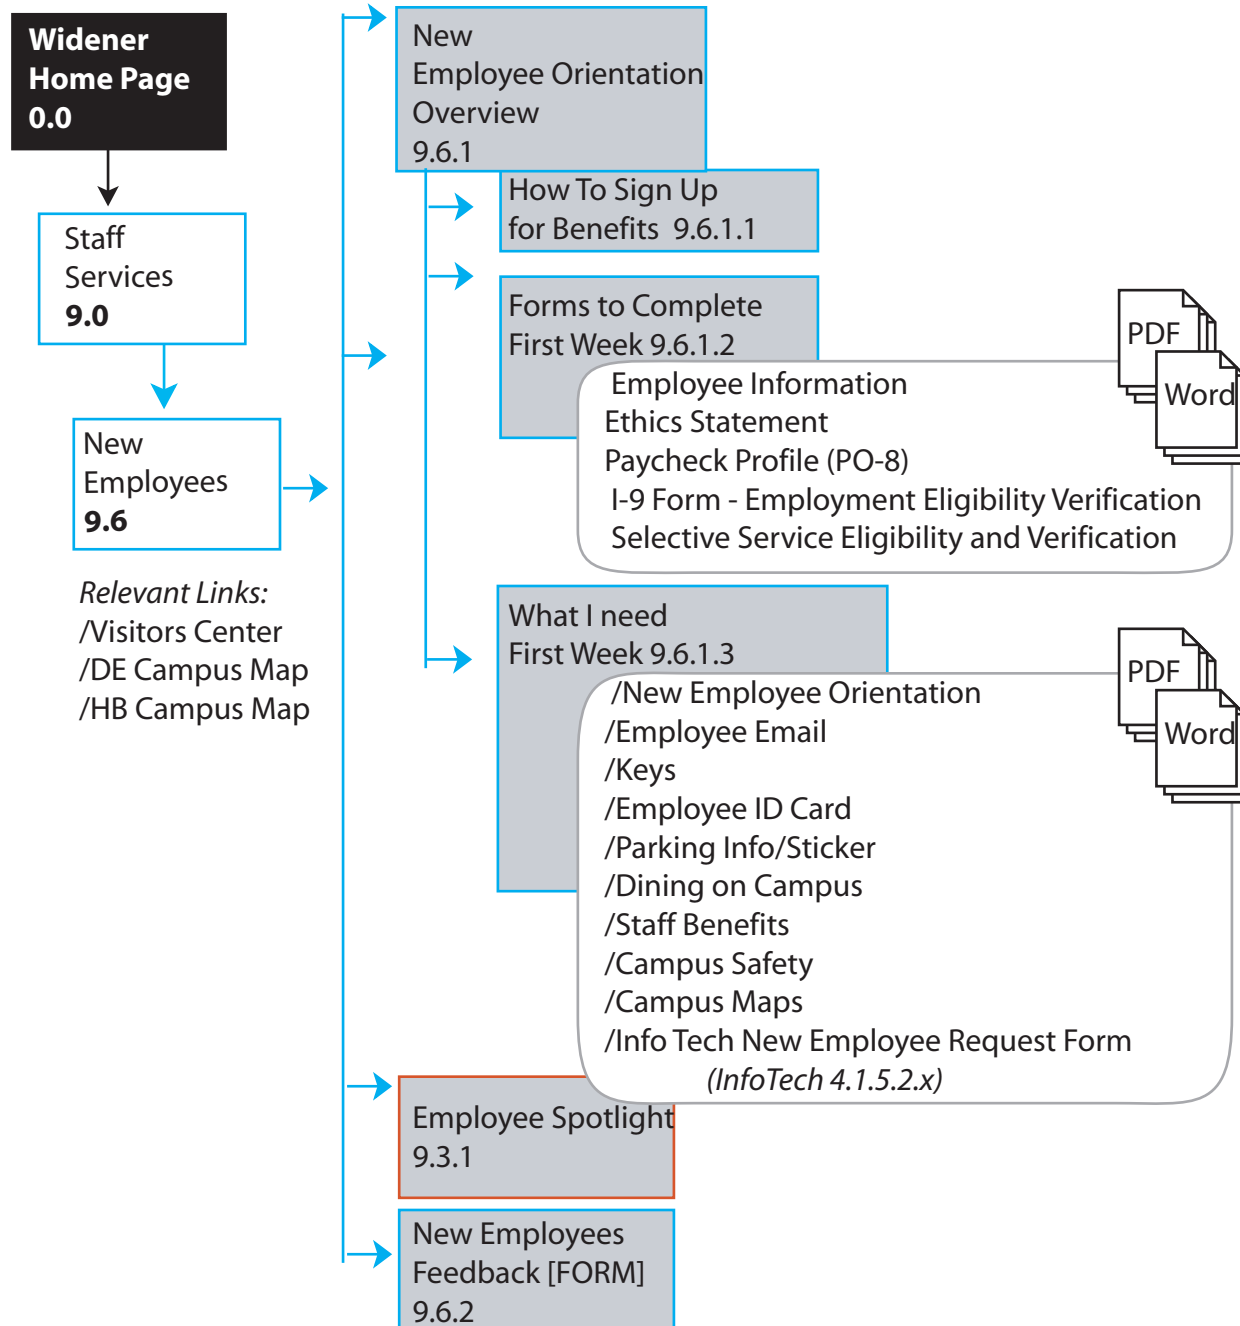 Widener
Home Page
0.0
Staff
Services
9.0
New
Employees
9.6
Relevant Links:
/Visitors Center
/DE Campus Map
/HB Campus Map
New
Employee Orientation
Overview
9.6.1
How To Sign Up
for Benefits 9.6.1.1
Forms to Complete
First Week 9.6.1.2
PDF
Word
Employee Information
Ethics Statement
Paycheck Profile (PO-8)
I-9 Form - Employment Eligibility Verification
Selective Service Eligibility and Verification
What I need
First Week 9.6.1.3
PDF
Word
/New Employee Orientation
/Employee Email
/Keys
/Employee ID Card
/Parking Info/Sticker
/Dining on Campus
/Staff Benefits
/Campus Safety
/Campus Maps
/Info Tech New Employee Request Form
(InfoTech 4.1.5.2.x)
Employee Spotlight
9.3.1
New Employees
Feedback [FORM]
9.6.2